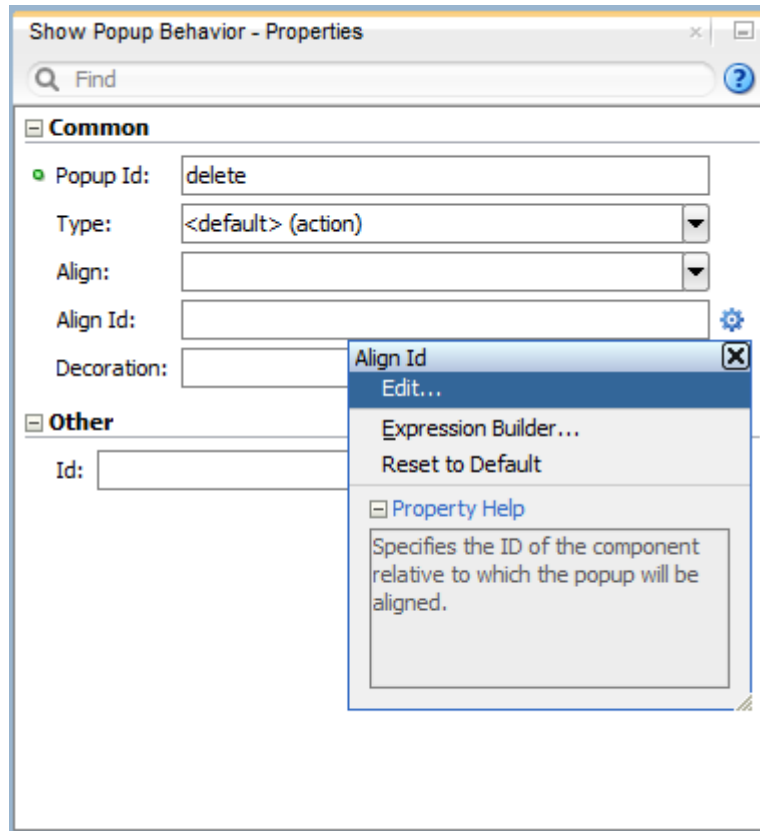 Show Popup Behavior - Properties
Find
Common
Popup Id: delete
Type: <default> (action)
Align:
Align Id:
Decoration:
Align Id
Edit...
Expression Builder...
Reset to Default
Property Help
Specifies the ID of the component
relative to which the popup will be
aligned.
Other
Id: